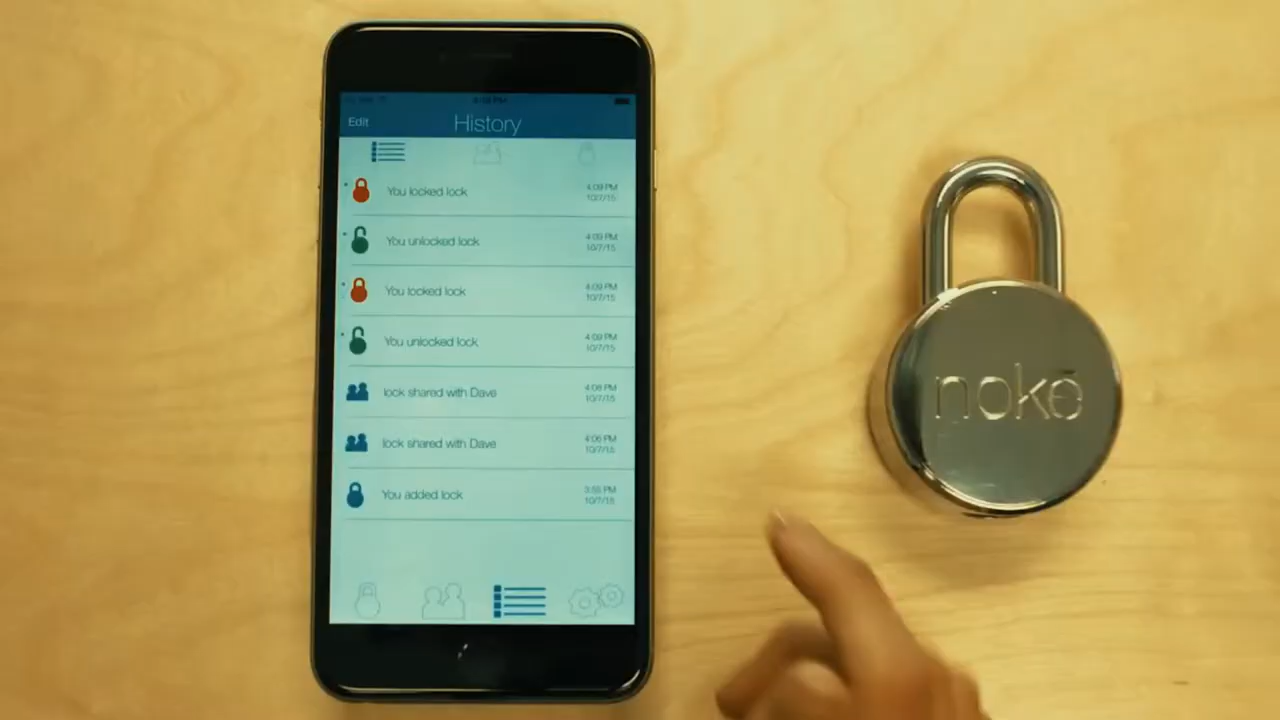 Edit
History
You locked lock
4:09 PM
10/7/15
You unlocked lock
4:09 PM
10/7/15
You locked lock
4:09 PM
10/7/15
You unlocked lock
4:09 PM
10/7/15
lock shared with Dave
4:08 PM
10/7/15
lock shared with Dave
4:06 PM
10/7/15
You added lock
3:55 PM
10/7/15
noke